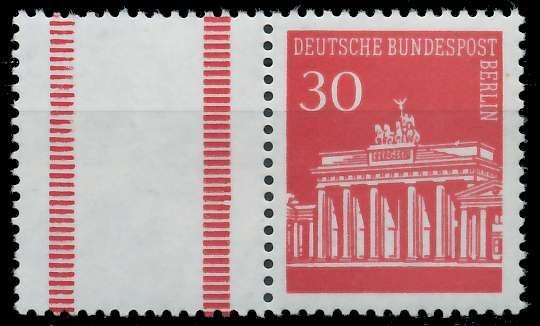 DEUTSCHE BUNDESPOST
BERLIN
30